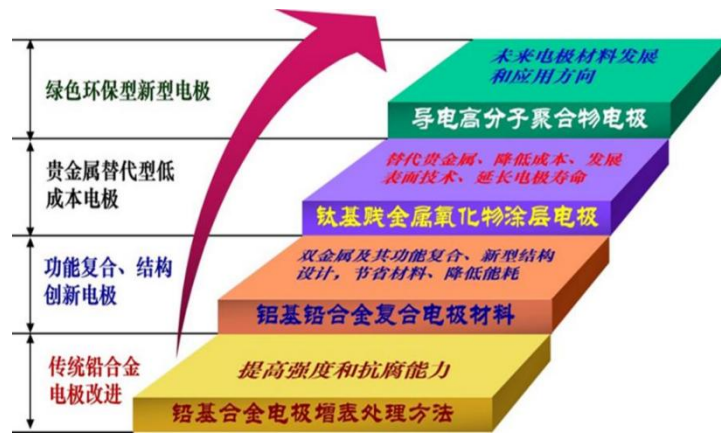 未来电极材料发展
和应用方向
绿色环保型新型电极
导电高分子聚合物电极
贵金属替代型低
成本电极
替代贵金属、降低成本、发展
表面技术、延长电极寿命
钛基贱金属氧化物涂层电极
功能复合、结构
创新电极
双金属及其功能复合、新型结构
设计，节省材料、降低能耗
铝基铅合金复合电极材料
传统铅合金
电极改进
提高强度和抗腐能力
铅基合金电极增表处理方法